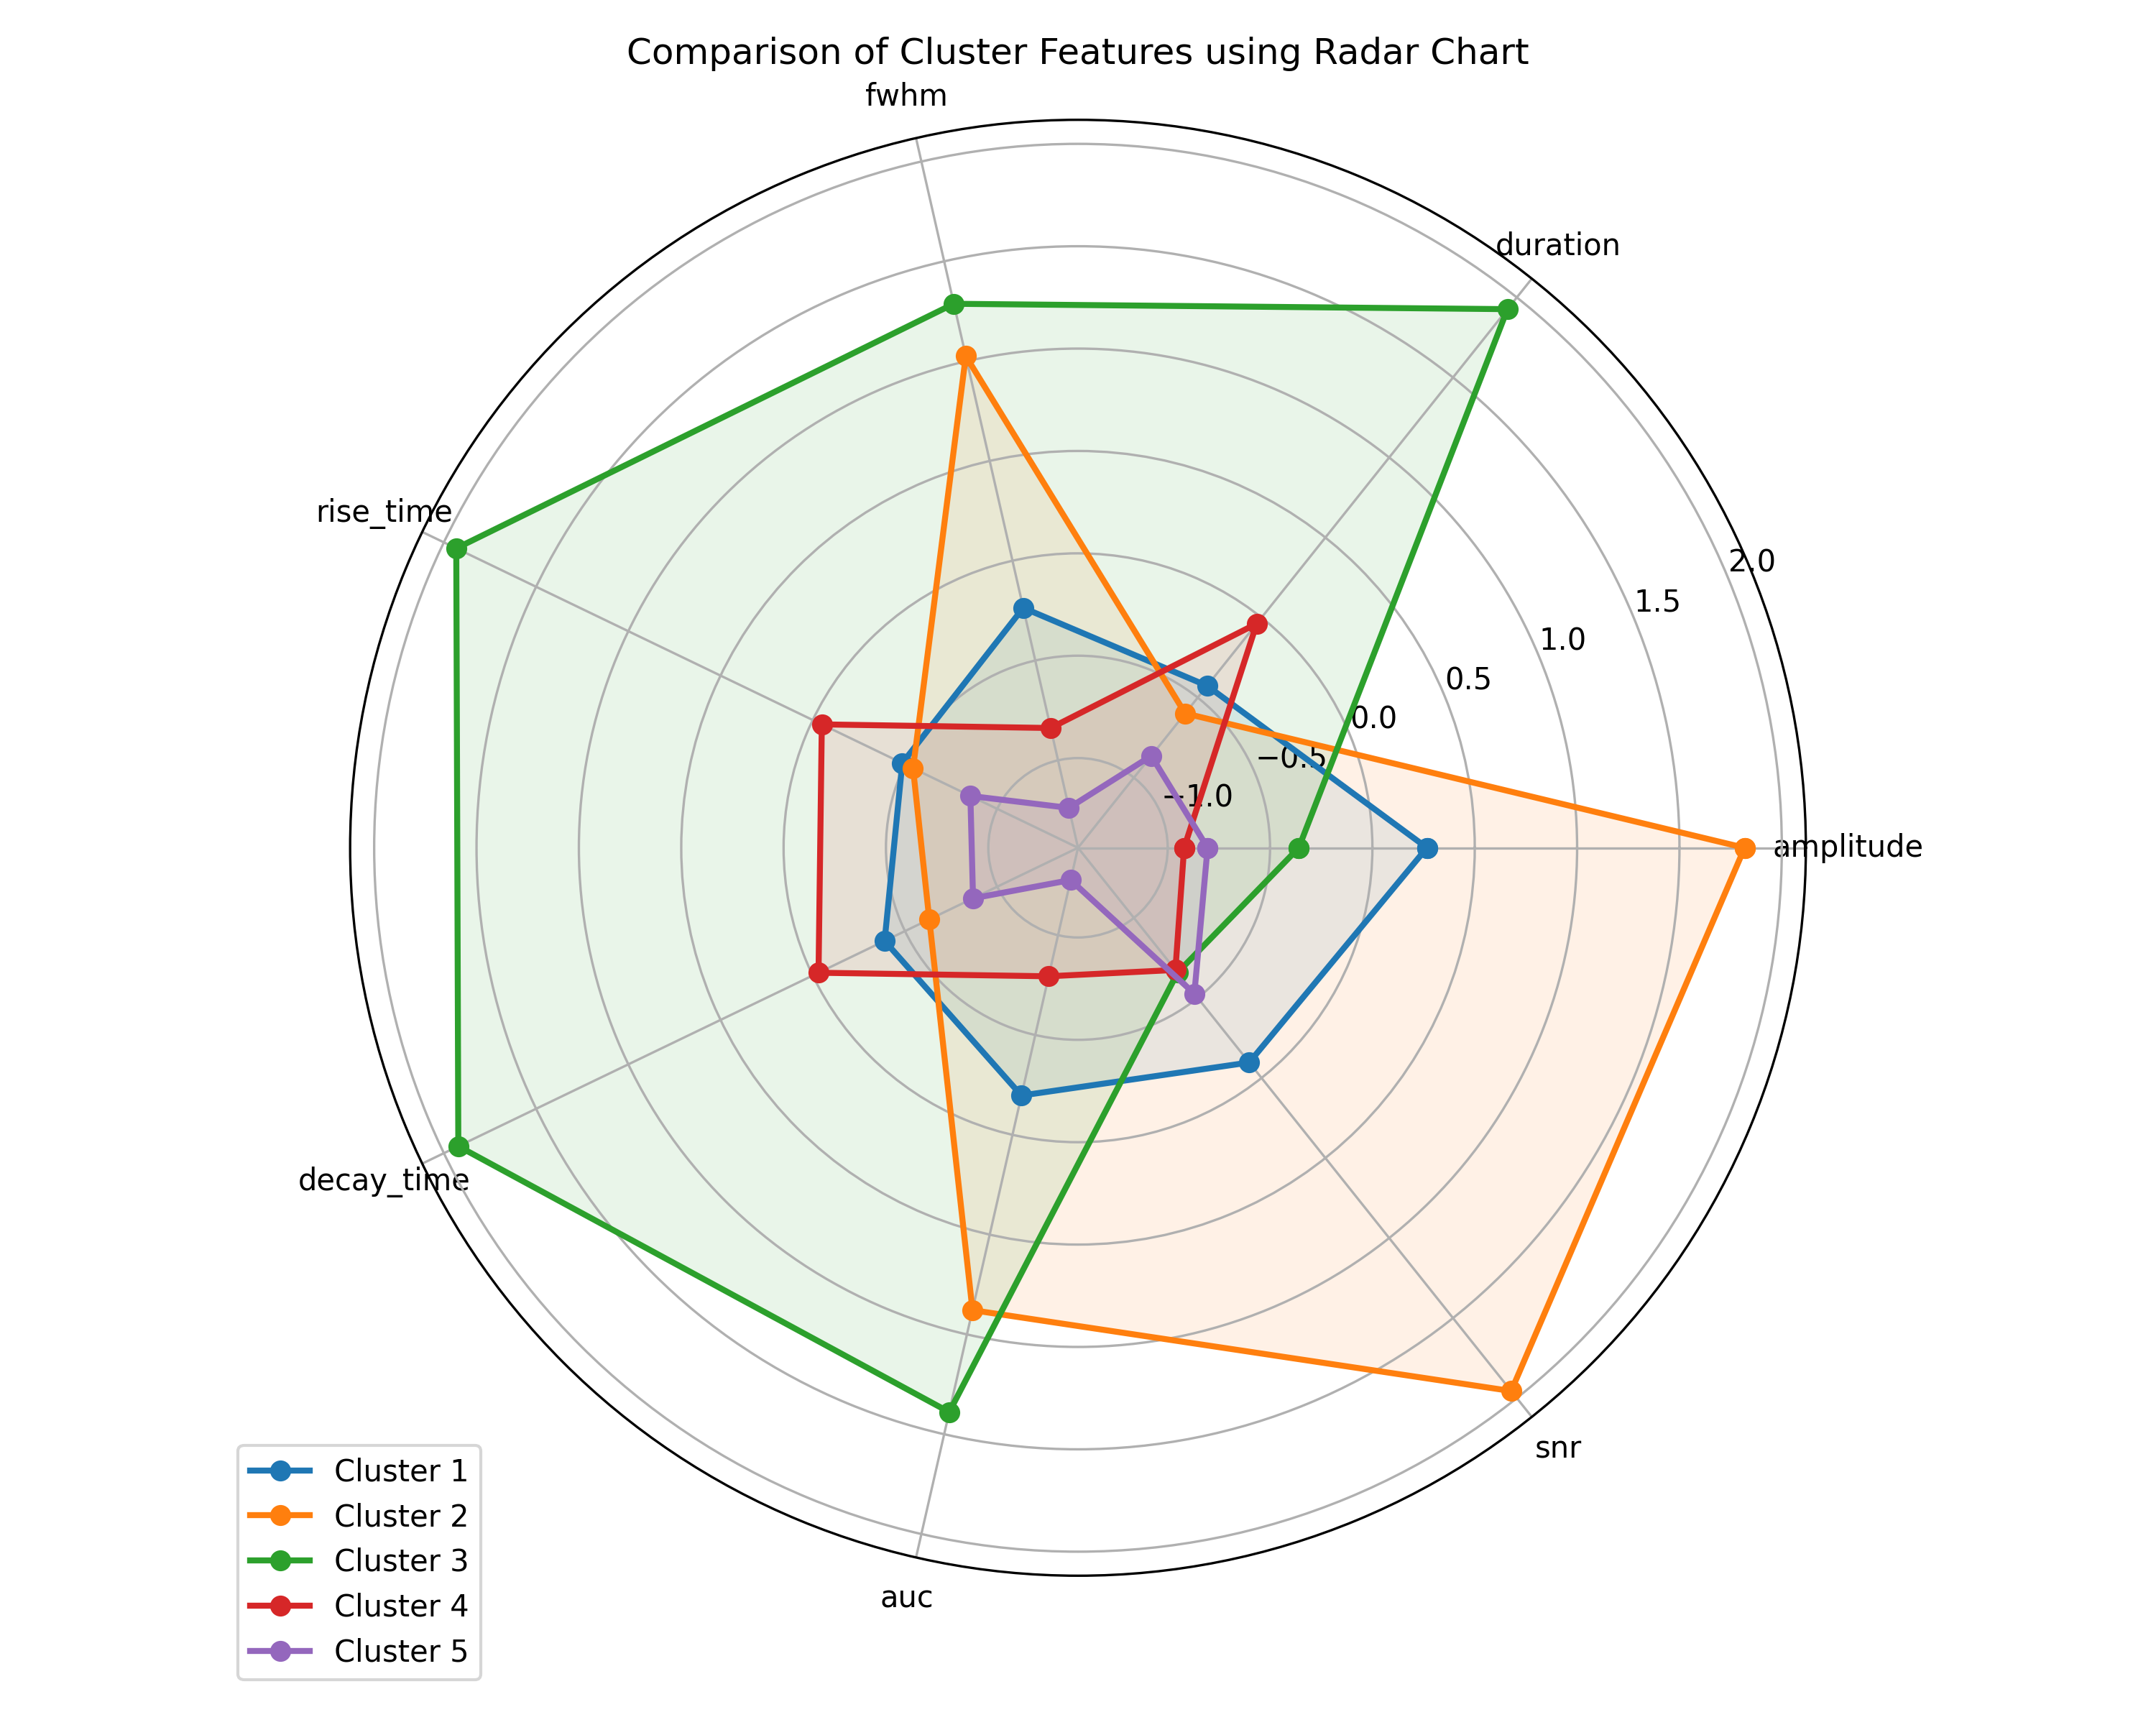 Comparison of Cluster Features using Radar Chart
fwhm
duration
rise_time
2.0
1.5
1.0
0.5
0.0
−0.5
−1.0
amplitude
decay_time
snr
auc
Cluster 1
Cluster 2
Cluster 3
Cluster 4
Cluster 5